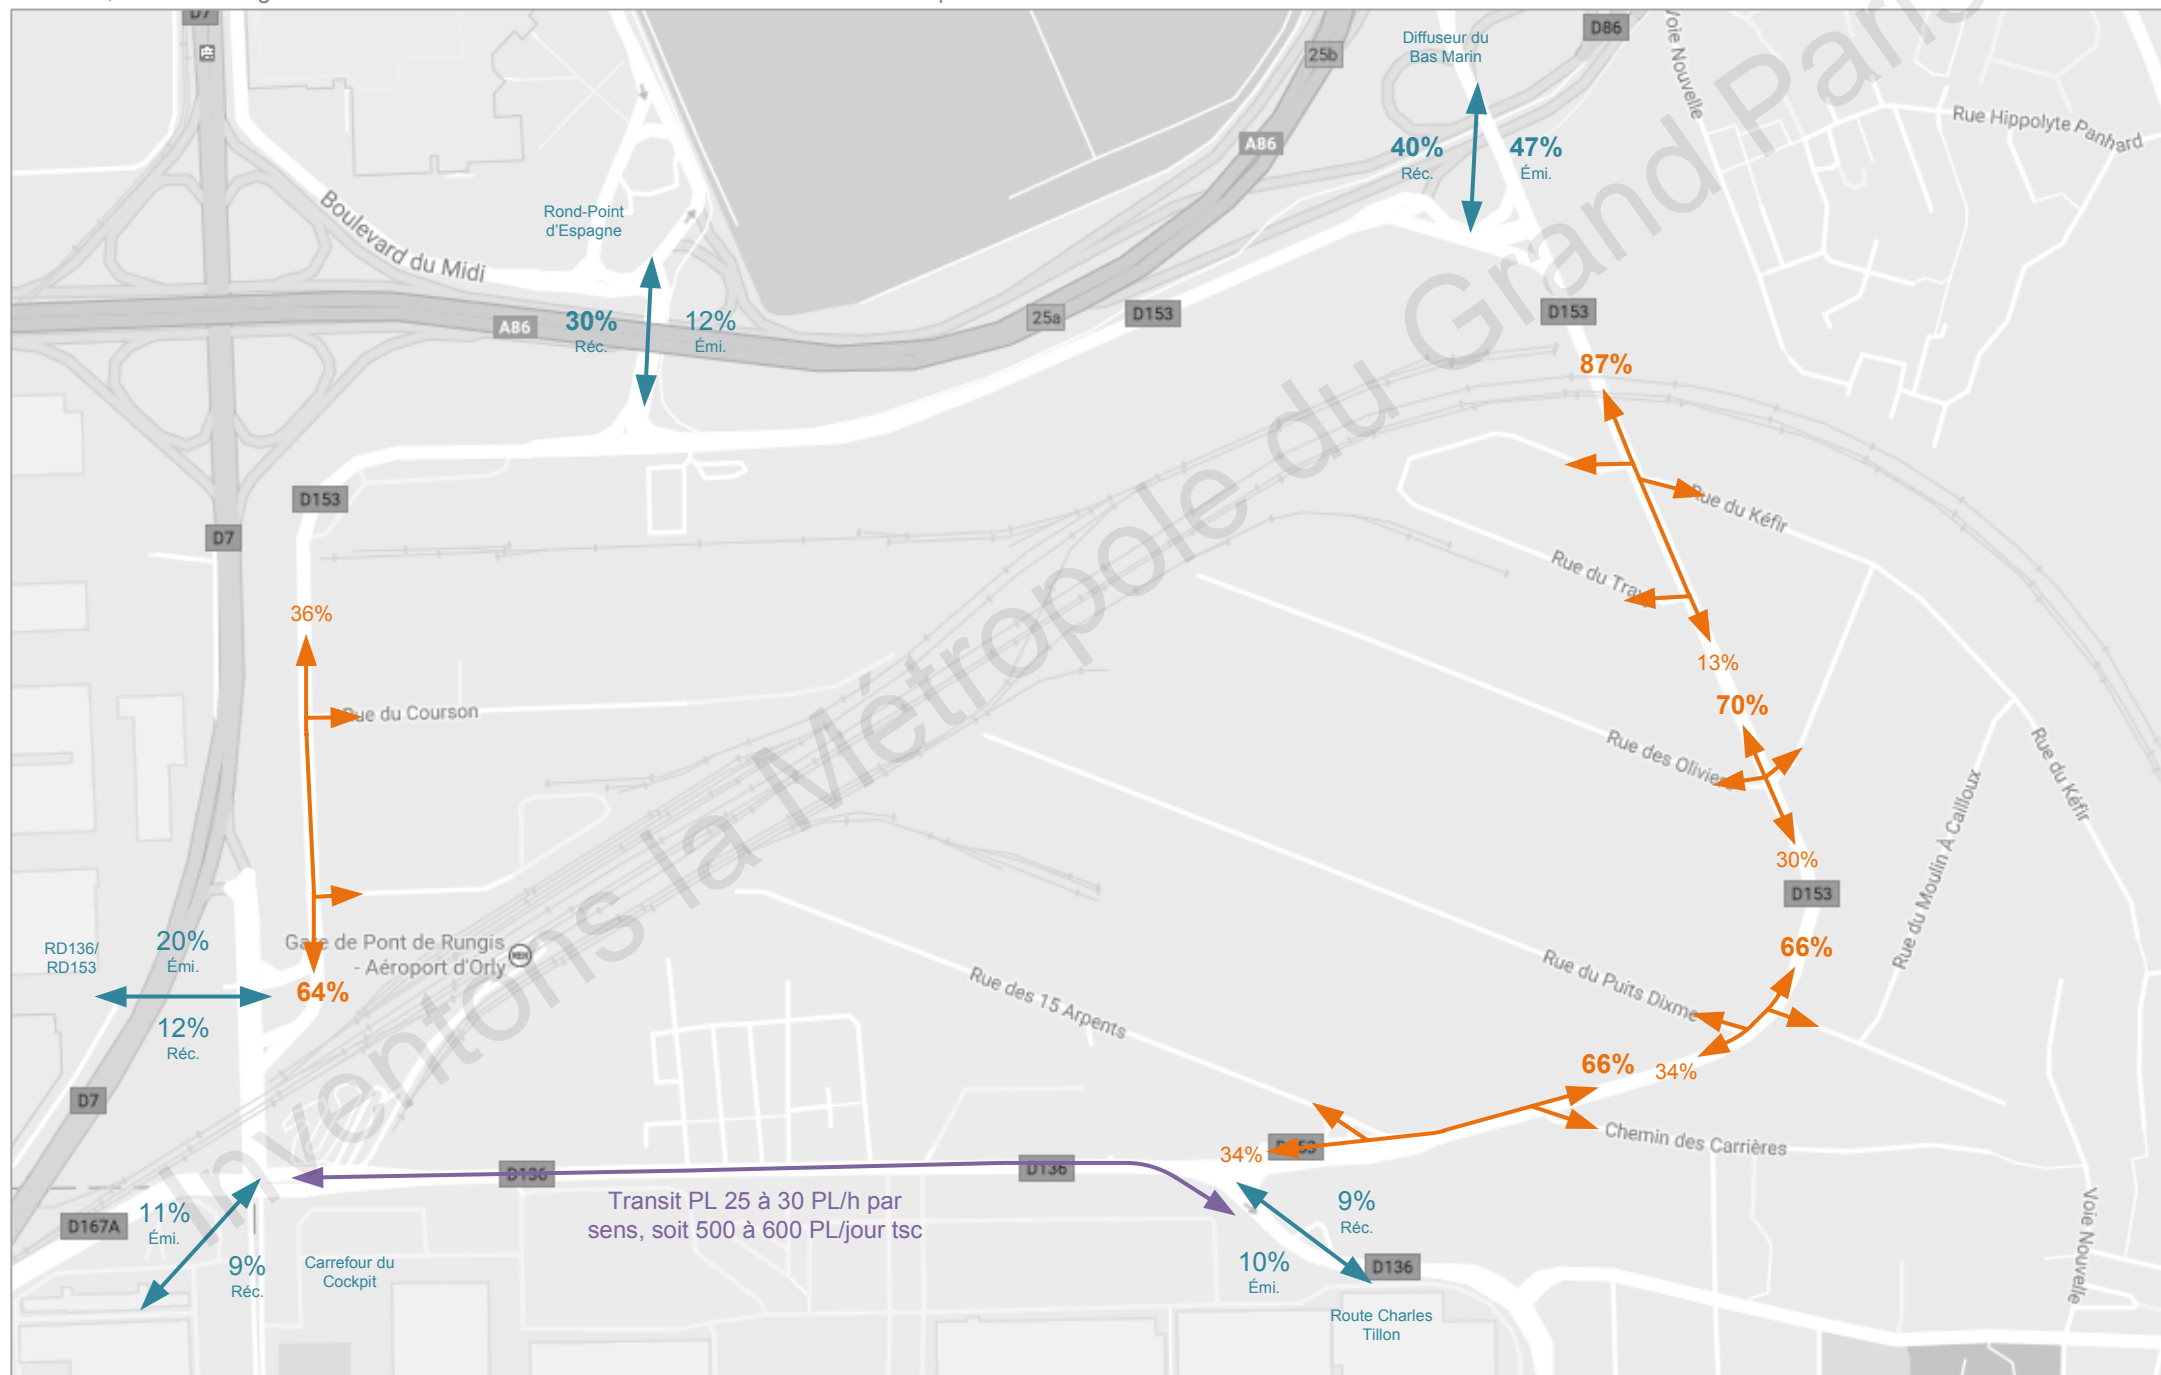 D7
25b
Diffuseur du
Bas Marin
D86
Voie Nouvelle
Rue Hippolyte Panhard
A86
40%
Réc.
47%
Émi.
Boulevard du Midi
Rond-Point
d'Espagne
A86
30%
Réc.
12%
Émi.
25a
D153
D153
87%
D153
D7
Rue du Kéfir
Rue du
36%
13%
Rue du Courson
70%
Rue des Oliviers
Rue du Kéfir
Rue du Moulin À Cailloux
30%
D153
RD136/
RD153
20%
Émi.
12%
Réc.
Gare de Pont de Rungis
- Aéroport d'Orly
64%
Rue des 15 Arpents
Rue du Puits Dixme
66%
66%
34%
D7
34%
D153
Chemin des Carrières
D136
D136
Transit PL 25 à 30 PL/h par
sens, soit 500 à 600 PL/jour tsc
D167A
11%
Émi.
9%
Réc.
Carrefour du
Cockpit
9%
Réc.
10%
Émi.
D136
Route Charles
Tillon
Voie Nouvelle
Inventons la Métropole du Grand Paris